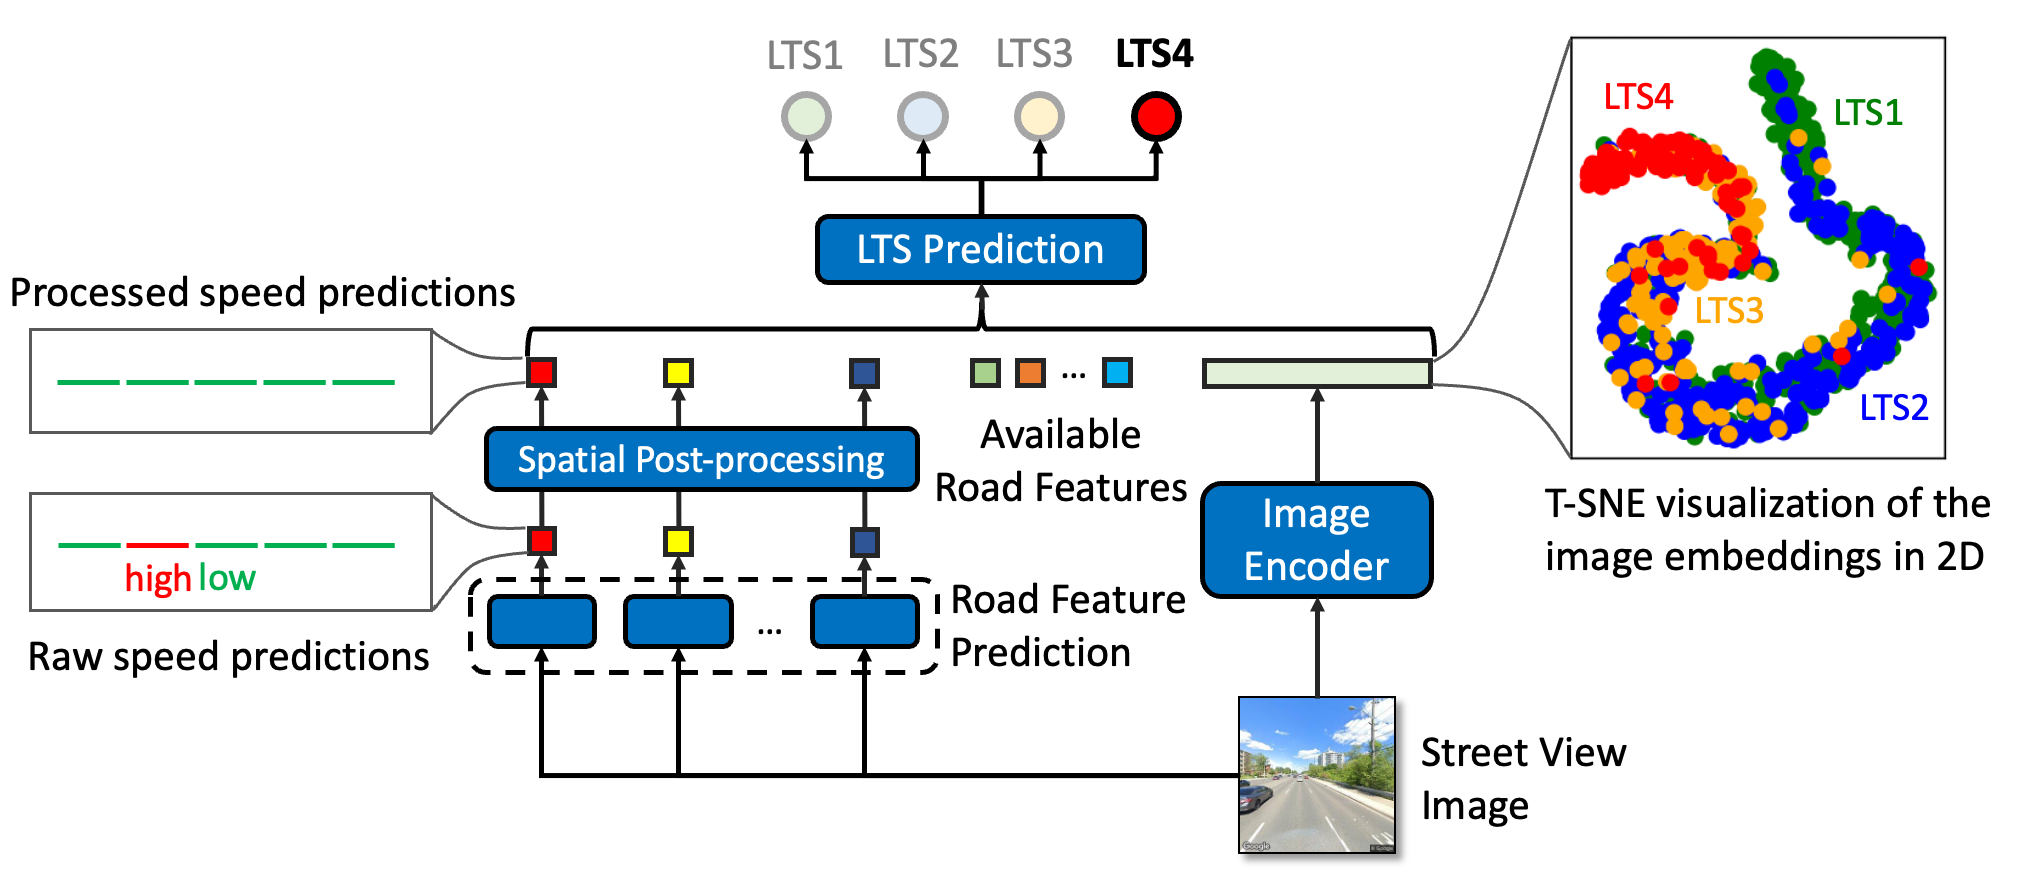 LTS1 LTS2 LTS3 LTS4
LTS Prediction
Processed speed predictions
Spatial Post-processing
...
Available
Road Features
high low
Raw speed predictions
...
Road Feature
Prediction
Image
Encoder
Street View
Image
Google
LTS4
LTS1
LTS3
LTS2
T-SNE visualization of the
image embeddings in 2D